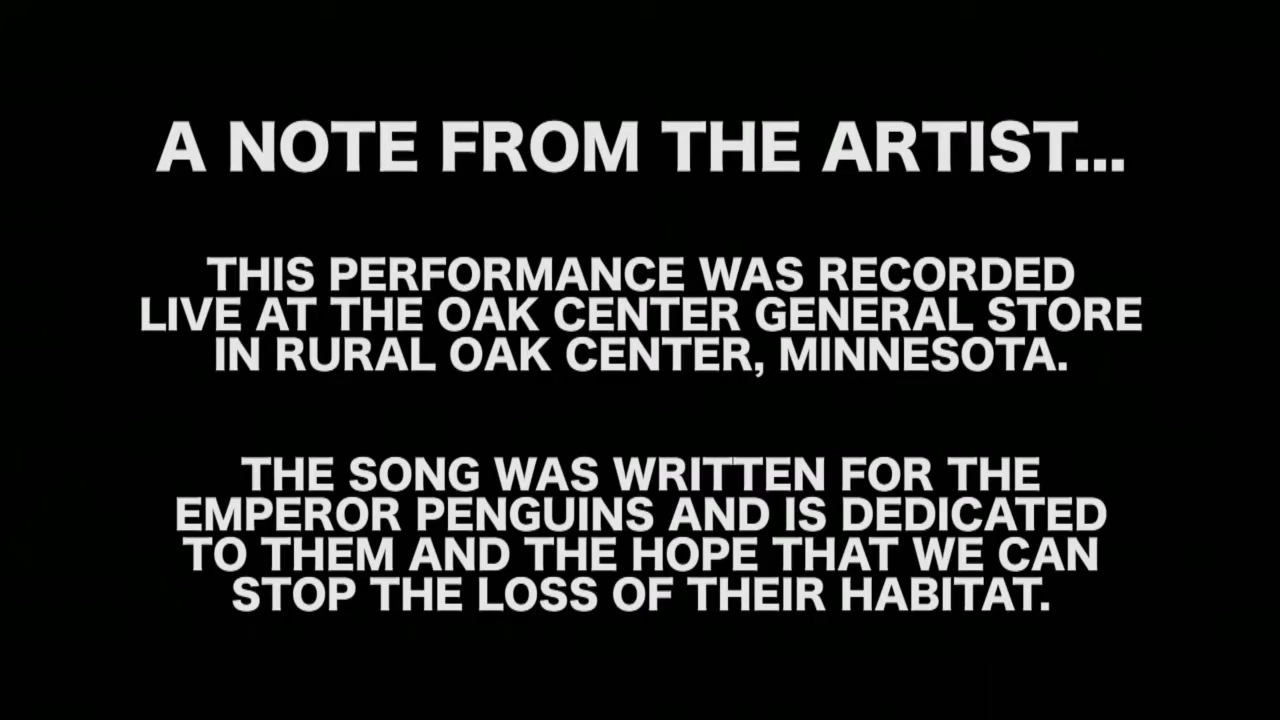 A NOTE FROM THE ARTIST...
THIS PERFORMANCE WAS RECORDED
LIVE AT THE OAK CENTER GENERAL STORE
IN RURAL OAK CENTER, MINNESOTA.
THE SONG WAS WRITTEN FOR THE
EMPEROR PENGUINS AND IS DEDICATED
TO THEM AND THE HOPE THAT WE CAN
STOP THE LOSS OF THEIR HABITAT.